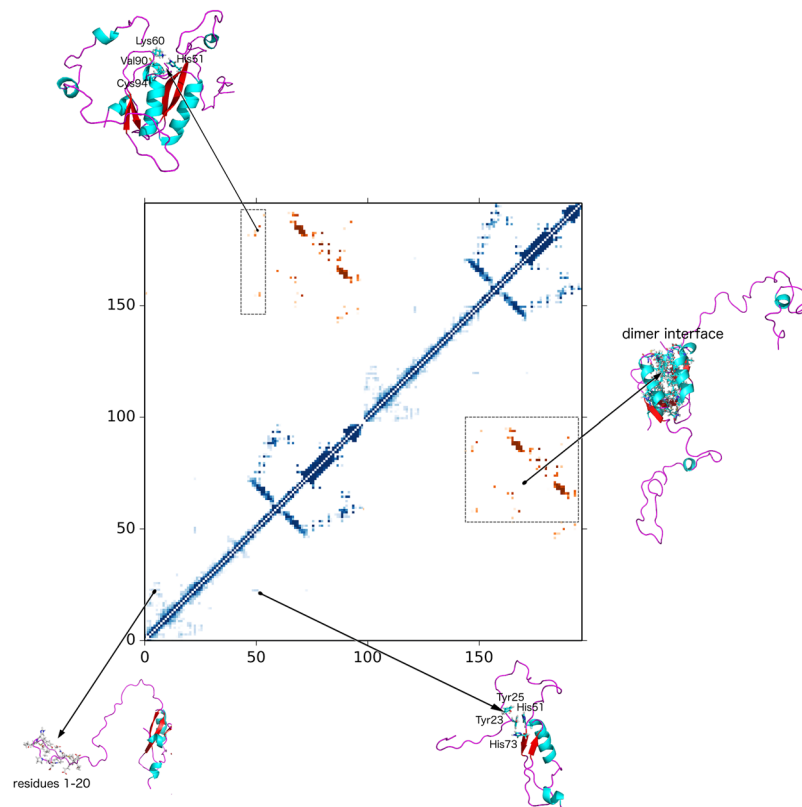 Lys60
Val90
His51
Cys94
150
dimer interface
100
50
0
0
50
100
150
Tyr25
His51
Tyr23
His73
residues 1-20